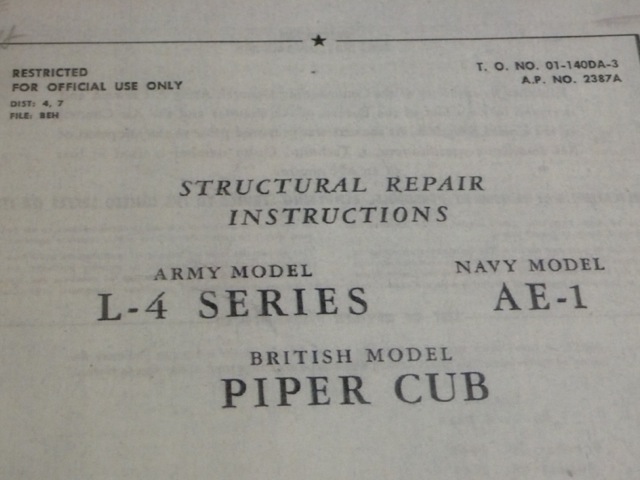 RESTRICTED
FOR OFFICIAL USE ONLY
DIST: 4, 7
FILE: BEH
T. O. NO. 01-140DA-3
A.P. NO. 2387A
STRUCTURAL REPAIR
INSTRUCTIONS
ARMY MODEL
L-4 SERIES
NAVY MODEL
AE-1
BRITISH MODEL
PIPER CUB